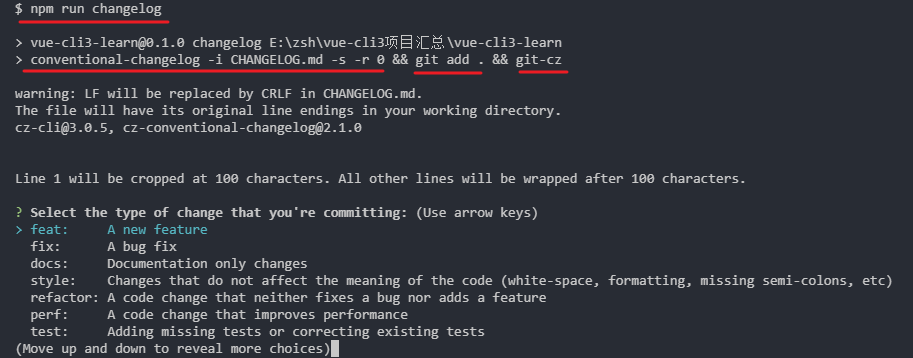 $ npm run changelog
> vue-cli3-learn@0.1.0 changelog E:\zsh\vue-cli3项目汇总\vue-cli3-learn
> conventional-changelog -i CHANGELOG.md -s -r 0 && git add . && git-cz
warning: LF will be replaced by CRLF in CHANGELOG.md.
The file will have its original line endings in your working directory.
cz-cli@3.0.5, cz-conventional-changelog@2.1.0
Line 1 will be cropped at 100 characters. All other lines will be wrapped after 100 characters.
? Select the type of change that you're committing: (Use arrow keys)
> feat:     A new feature
  fix:      A bug fix
  docs:     Documentation only changes
  style:    Changes that do not affect the meaning of the code (white-space, formatting, missing semi-colons, etc)
  refactor: A code change that neither fixes a bug nor adds a feature
  perf:     A code change that improves performance
  test:     Adding missing tests or correcting existing tests
(Move up and down to reveal more choices)